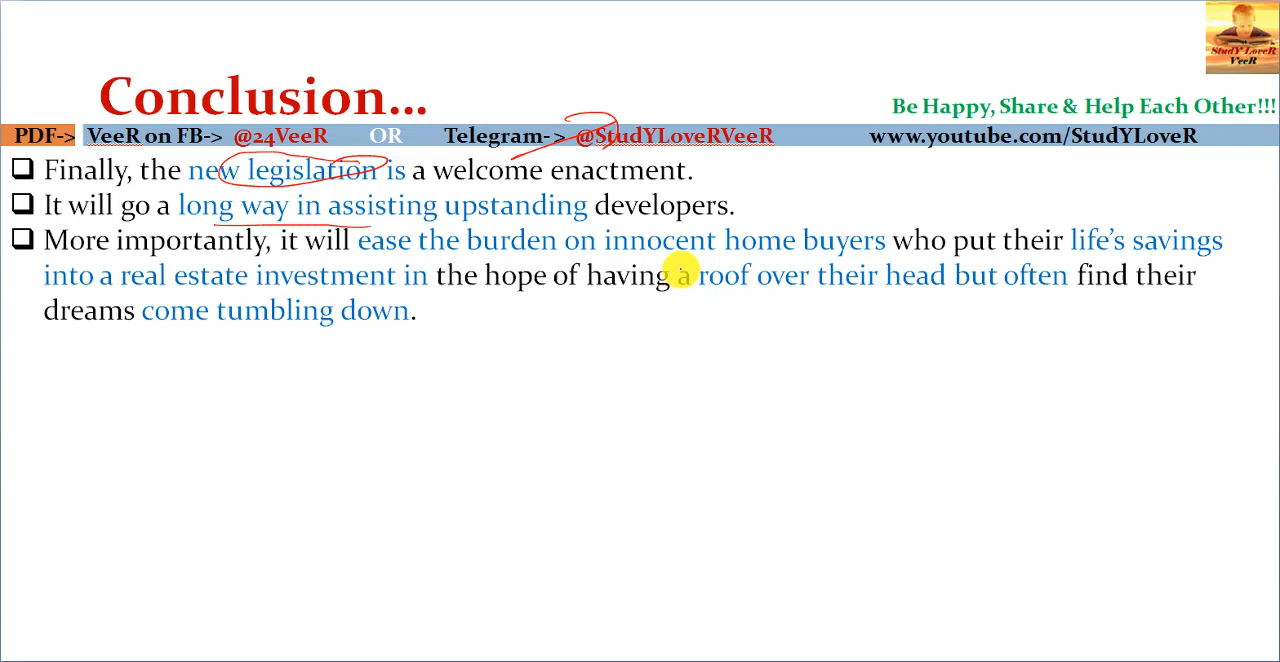 StudY LoveR
VeeR
Conclusion...
Be Happy, Share & Help Each Other!!!
PDF-> VeeR on FB-> @24VeeR OR Telegram-> @StudYLoveRVeeR www.youtube.com/StudYLoveR
❑ Finally, the new legislation is a welcome enactment.
❑ It will go a long way in assisting upstanding developers.
❑ More importantly, it will ease the burden on innocent home buyers who put their life's savings
into a real estate investment in the hope of having a roof over their head but often find their
dreams come tumbling down.